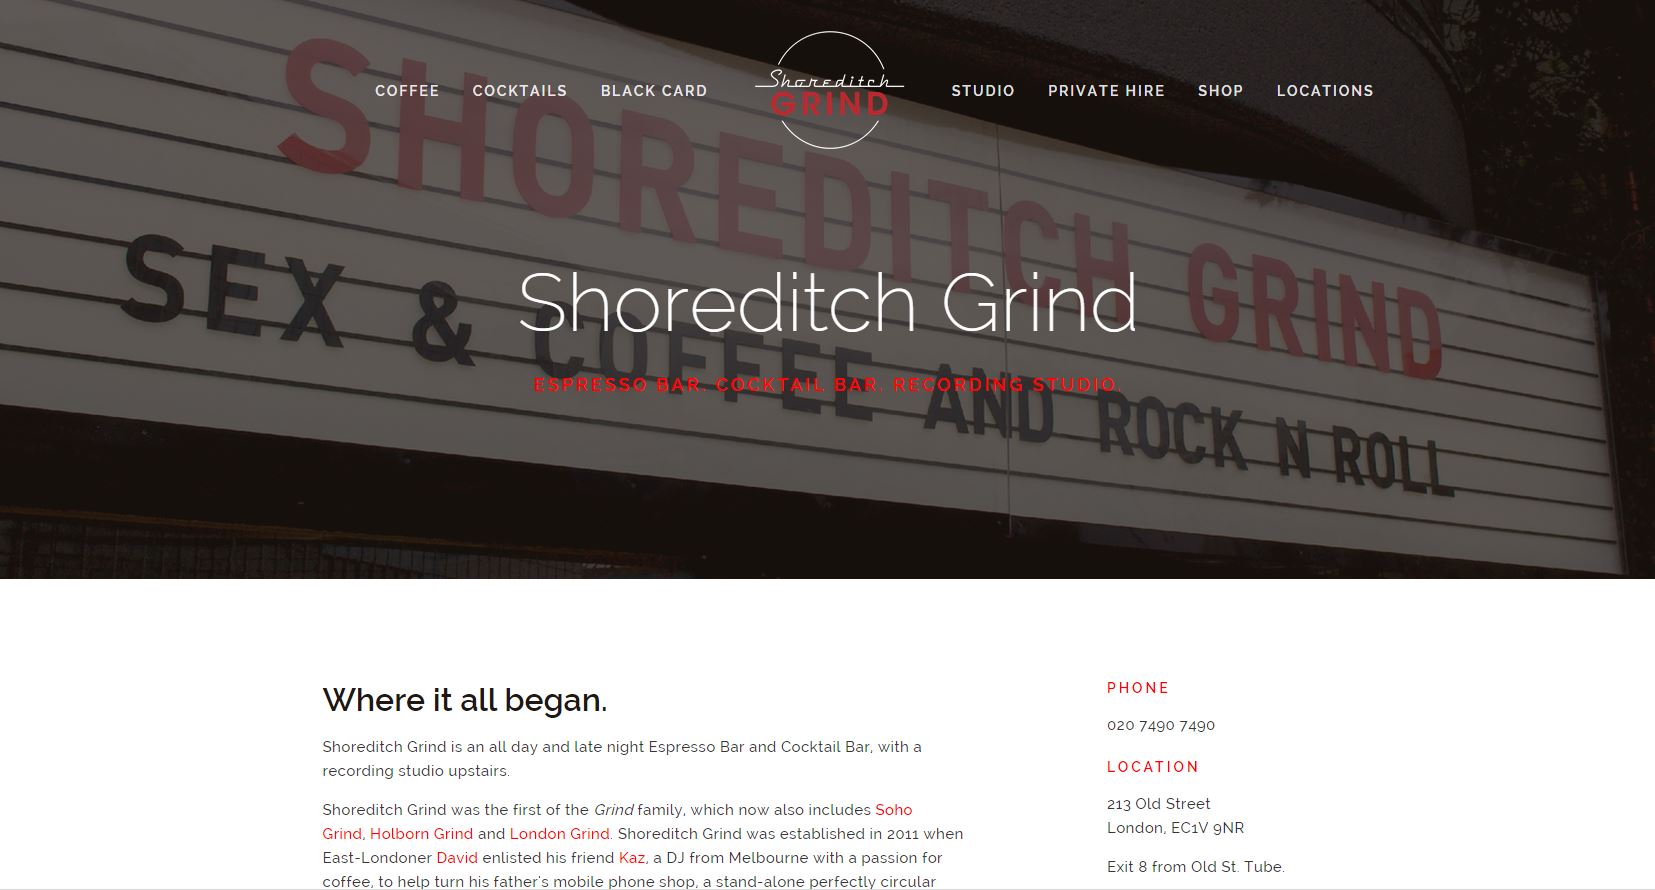 COFFEE COCKTAILS BLACK CARD Shoreditch GRIND STUDIO PRIVATE HIRE SHOP LOCATIONS
SHOREDITCH GRIND
SEX & COFFEE AND ROCK N ROLL
Shoreditch Grind
ESPRESSO BAR. COCKTAIL BAR. RECORDING STUDIO.
Where it all began.
Shoreditch Grind is an all day and late night Espresso Bar and Cocktail Bar, with a
recording studio upstairs.
Shoreditch Grind was the first of the Grind family, which now also includes Soho
Grind, Holborn Grind and London Grind. Shoreditch Grind was established in 2011 when
East-Londoner David enlisted his friend Kaz, a DJ from Melbourne with a passion for
coffee, to help turn his father's mobile phone shop, a stand-alone perfectly circular
PHONE
020 7490 7490
LOCATION
213 Old Street
London, EC1V 9NR
Exit 8 from Old St. Tube.